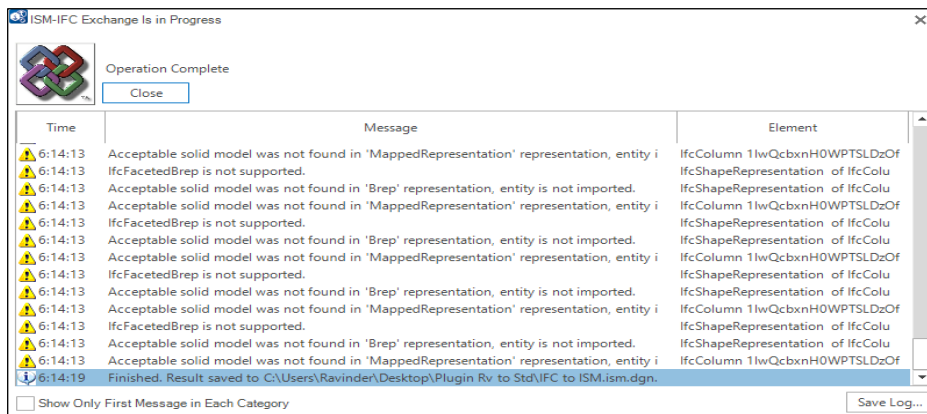 ISM-IFC Exchange Is in Progress
Operation Complete
Close
Time Message Element
6:14:13 Acceptable solid model was not found in 'MappedRepresentation' representation, entity i IfcColumn 1IwQcbxnH0WPTSLDzOf
6:14:13 IfcFacetedBrep is not supported. IfcShapeRepresentation of IfcColu
6:14:13 Acceptable solid model was not found in 'Brep' representation, entity is not imported. IfcShapeRepresentation of IfcColu
6:14:13 Acceptable solid model was not found in 'MappedRepresentation' representation, entity i IfcColumn 1IwQcbxnH0WPTSLDzOf
6:14:13 IfcFacetedBrep is not supported. IfcShapeRepresentation of IfcColu
6:14:13 Acceptable solid model was not found in 'Brep' representation, entity is not imported. IfcShapeRepresentation of IfcColu
6:14:13 Acceptable solid model was not found in 'MappedRepresentation' representation, entity i IfcColumn 1IwQcbxnH0WPTSLDzOf
6:14:13 IfcFacetedBrep is not supported. IfcShapeRepresentation of IfcColu
6:14:13 Acceptable solid model was not found in 'Brep' representation, entity is not imported. IfcShapeRepresentation of IfcColu
6:14:13 Acceptable solid model was not found in 'MappedRepresentation' representation, entity i IfcColumn 1IwQcbxnH0WPTSLDzOf
6:14:13 IfcFacetedBrep is not supported. IfcShapeRepresentation of IfcColu
6:14:13 Acceptable solid model was not found in 'Brep' representation, entity is not imported. IfcShapeRepresentation of IfcColu
6:14:13 Acceptable solid model was not found in 'MappedRepresentation' representation, entity i IfcColumn 1IwQcbxnH0WPTSLDzOf
6:14:19 Finished. Result saved to C:\Users\Ravinder\Desktop\Plugin Rv to Std\IFC to ISM.ism.dgn.
Show Only First Message in Each Category Save Log...